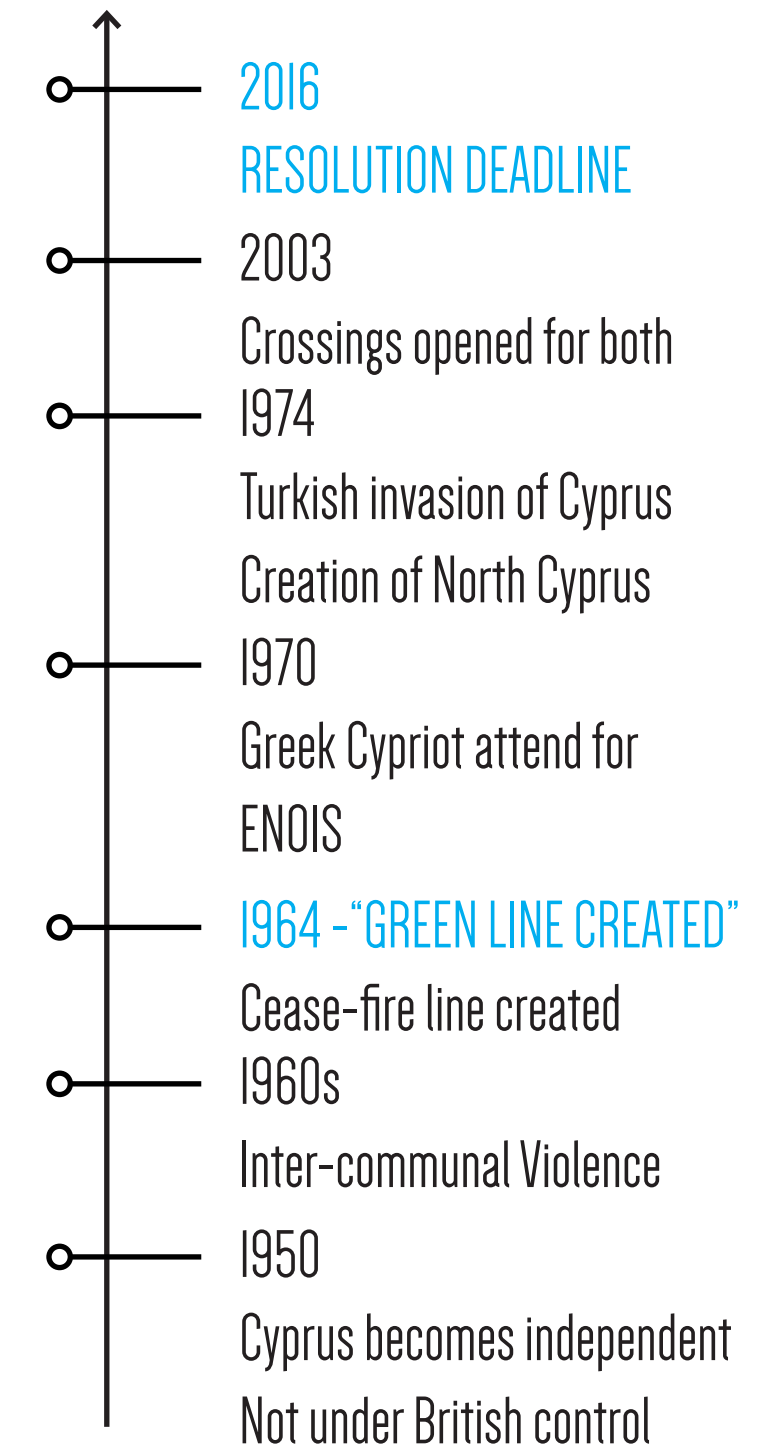 2016
RESOLUTION DEADLINE
2003
Crossings opened for both
1974
Turkish invasion of Cyprus
Creation of North Cyprus
1970
Greek Cypriot attend for
ENOIS
1964 -“GREEN LINE CREATED”
Cease-fire line created
1960s
Inter-communal Violence
1950
Cyprus becomes independent
Not under British control